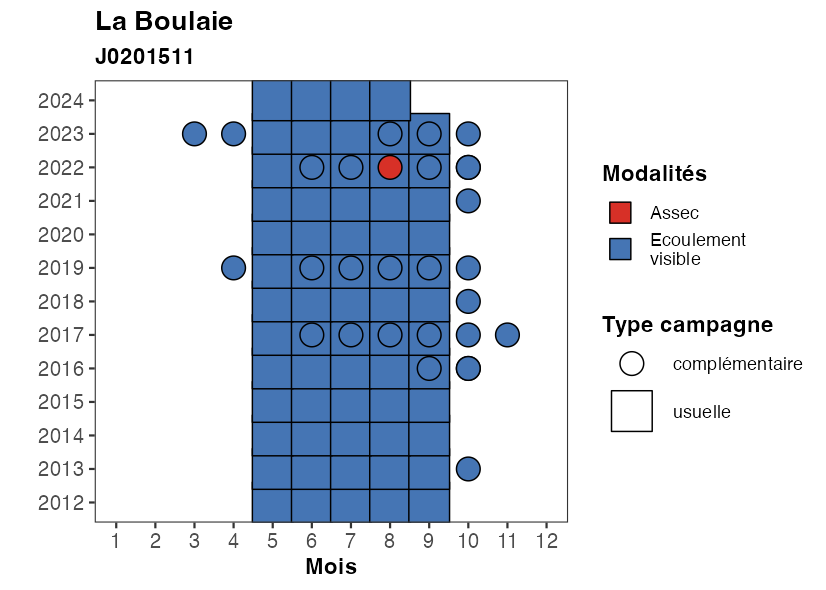 La Boulaie
J0201511
2024
2023
2022
2021
2020
2019
2018
2017
2016
2015
2014
2013
2012
1 2 3 4 5 6 7 8 9 10 11 12
Mois
Modalités
Assec
Ecoulement
visible
Type campagne
complémentaire
usuelle